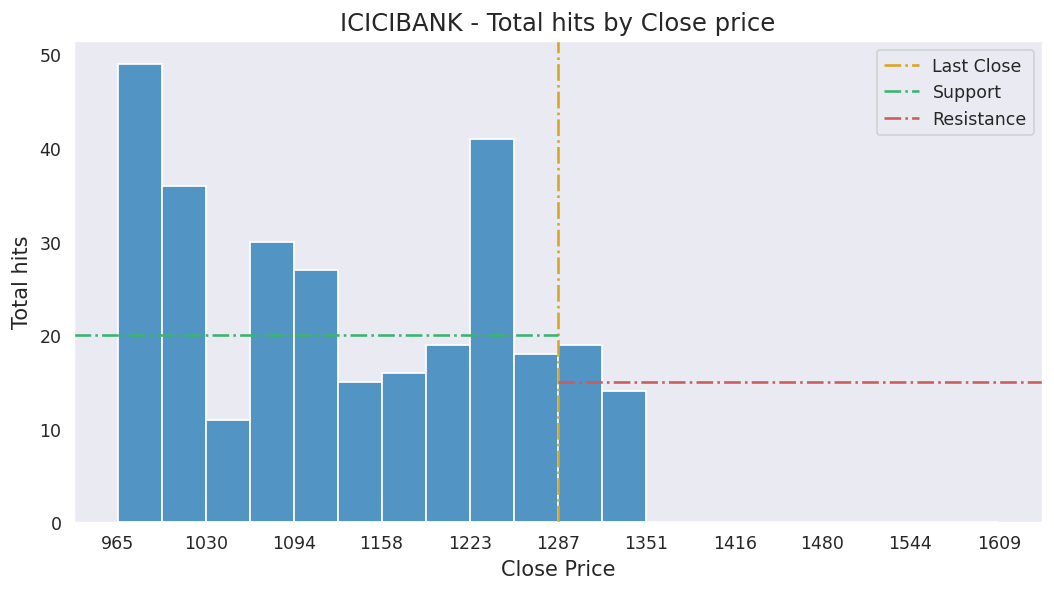 ICICIBANK - Total hits by Close price
Last Close
Support
Resistance
Total hits
50
40
30
20
10
0
965 1030 1094 1158 1223 1287 1351 1416 1480 1544 1609
Close Price